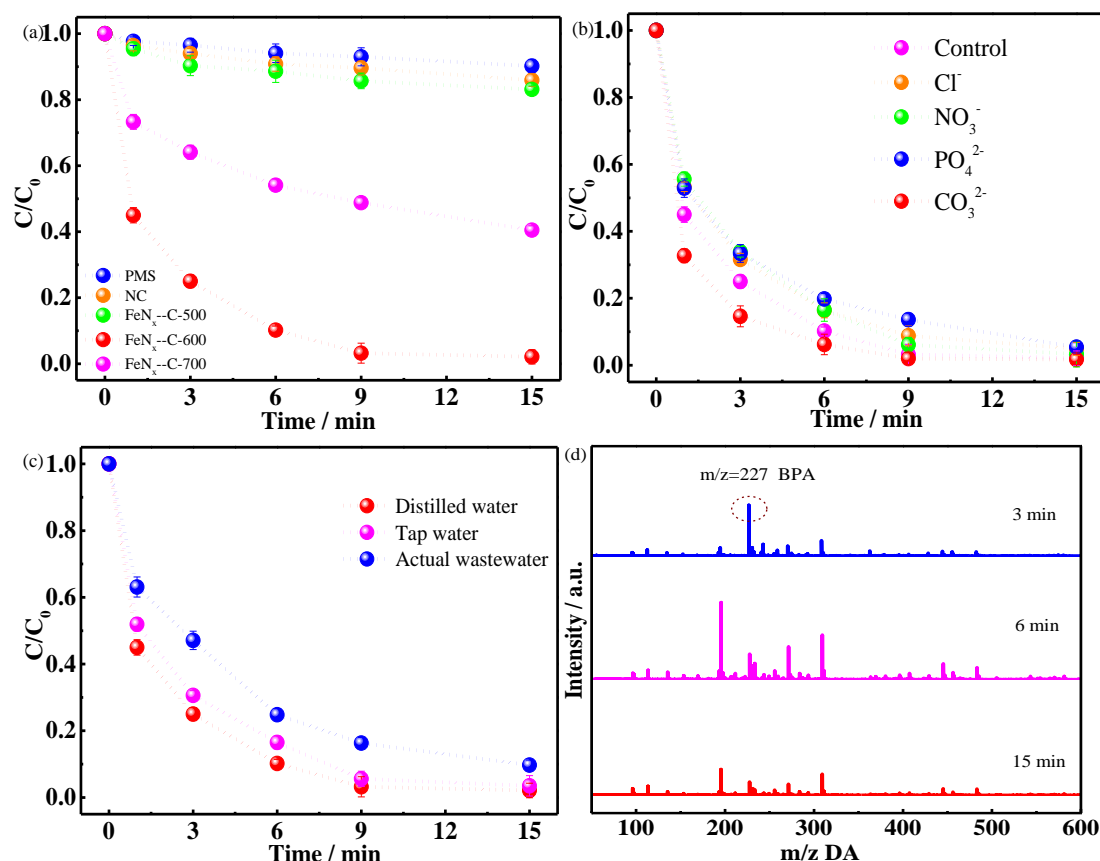 (a)
1.0
0.8
0.6
0.4
0.2
0.0
C/C₀
PMS
NC
FeNₓ--C-500
FeNₓ--C-600
FeNₓ--C-700
0 3 6 9 12 15
Time / min
(b)
1.0
0.8
0.6
0.4
0.2
0.0
C/C₀
Control
Cl⁻
NO₃⁻
PO₄²⁻
CO₃²⁻
0 3 6 9 12 15
Time / min
(c)
1.0
0.8
0.6
0.4
0.2
0.0
C/C₀
Distilled water
Tap water
Actual wastewater
0 3 6 9 12 15
Time / min
(d)
m/z=227 BPA
3 min
6 min
15 min
Intensity / a.u.
100 200 300 400 500 600
m/z DA